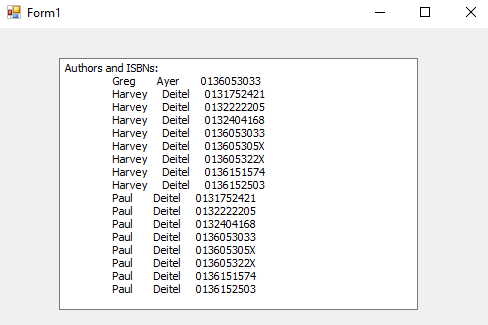 Form1
Authors and ISBNs:
Greg Ayer 0136053033
Harvey Deitel 0131752421
Harvey Deitel 0132222205
Harvey Deitel 0132404168
Harvey Deitel 0136053033
Harvey Deitel 013605305X
Harvey Deitel 013605322X
Harvey Deitel 0136151574
Harvey Deitel 0136152503
Paul Deitel 0131752421
Paul Deitel 0132222205
Paul Deitel 0132404168
Paul Deitel 0136053033
Paul Deitel 013605305X
Paul Deitel 013605322X
Paul Deitel 0136151574
Paul Deitel 0136152503